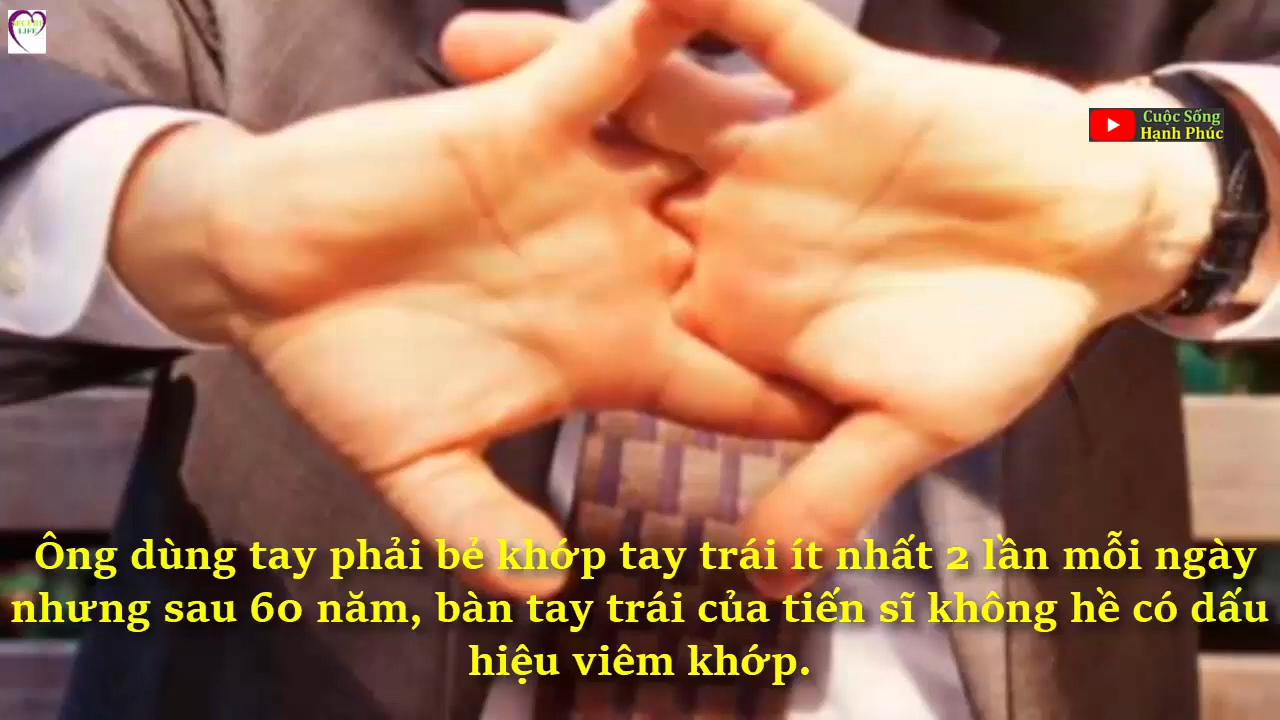 Cuộc Sống
Hạnh Phúc
Ông dùng tay phải bẻ khớp tay trái ít nhất 2 lần mỗi ngày
nhưng sau 60 năm, bàn tay trái của tiến sĩ không hề có dấu
hiệu viêm khớp.